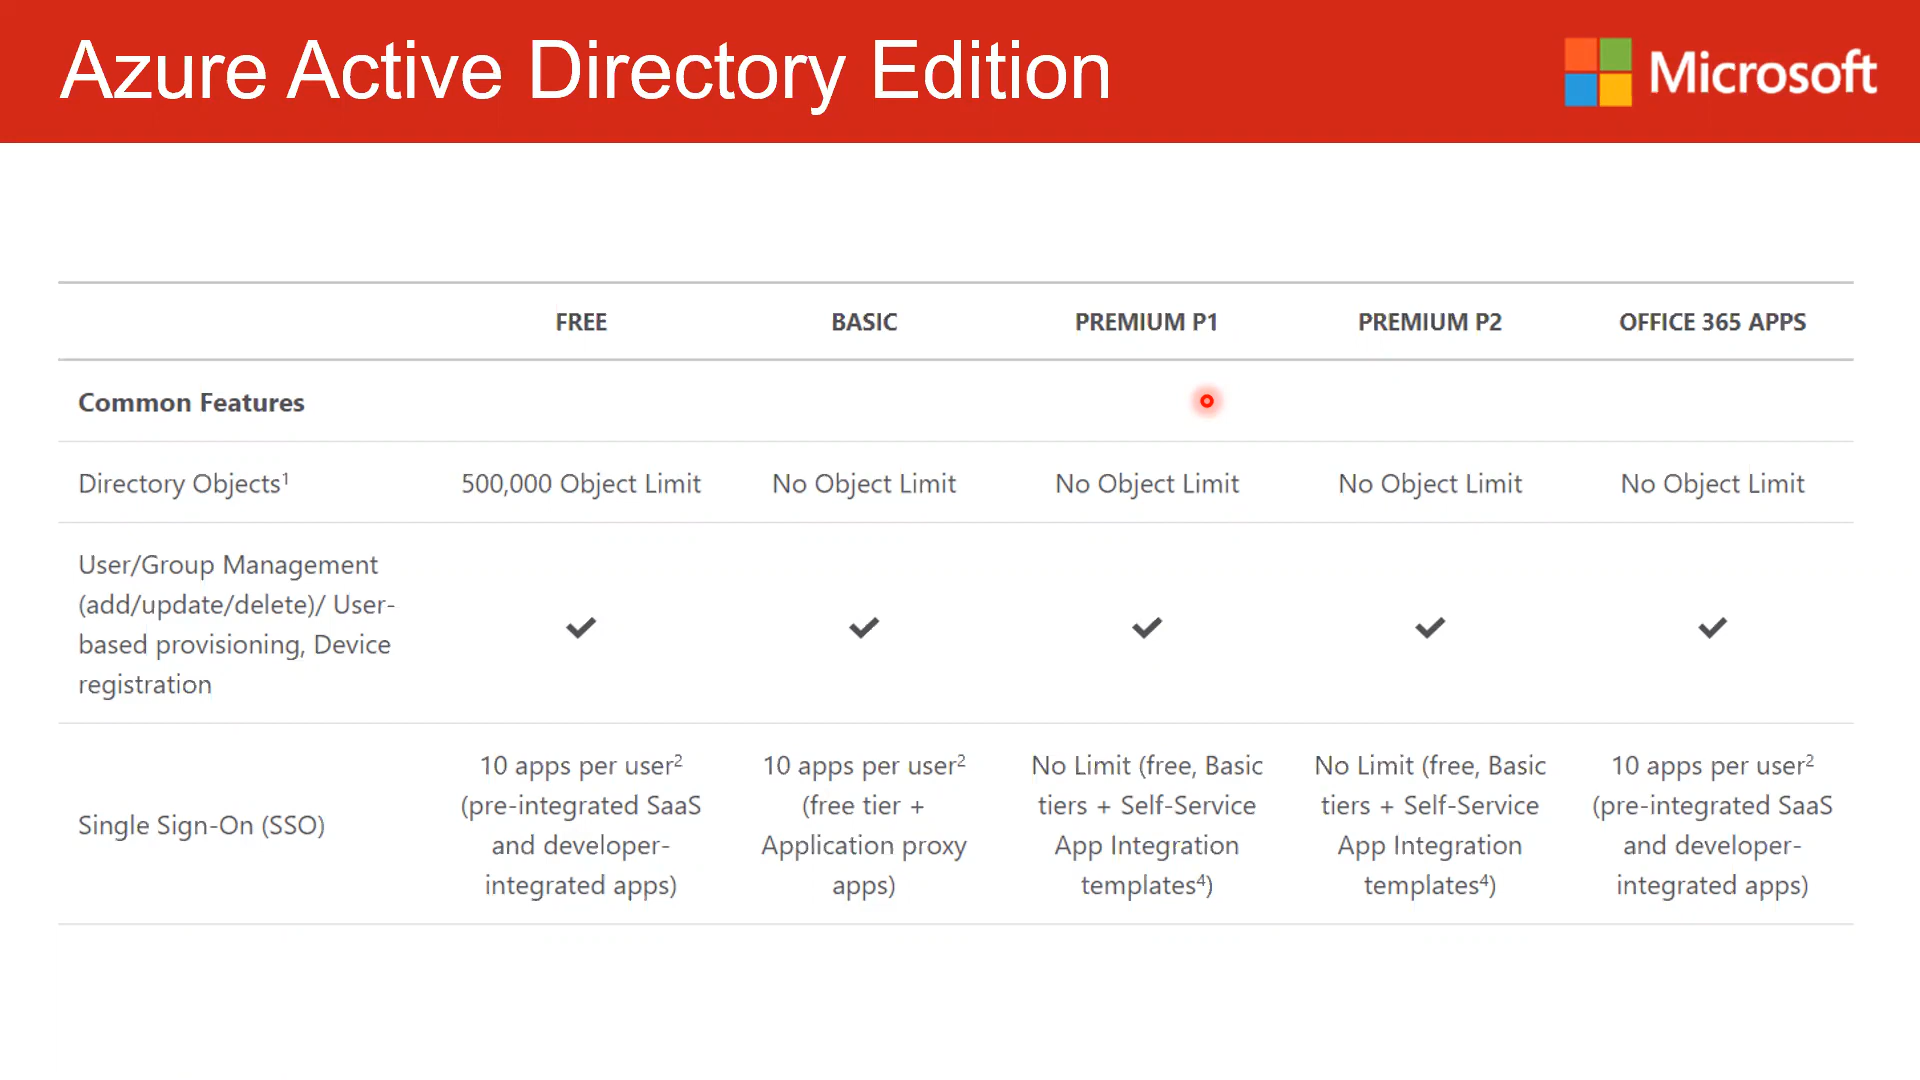 Azure Active Directory Edition
Microsoft
FREE BASIC PREMIUM P1 PREMIUM P2 OFFICE 365 APPS
Common Features
Directory Objects¹ 500,000 Object Limit No Object Limit No Object Limit No Object Limit No Object Limit
User/Group Management
(add/update/delete)/ User-
based provisioning, Device
registration
Single Sign-On (SSO)
10 apps per user²
(pre-integrated SaaS
and developer-
integrated apps)
10 apps per user²
(free tier +
Application proxy
apps)
No Limit (free, Basic
tiers + Self-Service
App Integration
templates⁴)
No Limit (free, Basic
tiers + Self-Service
App Integration
templates⁴)
10 apps per user²
(pre-integrated SaaS
and developer-
integrated apps)